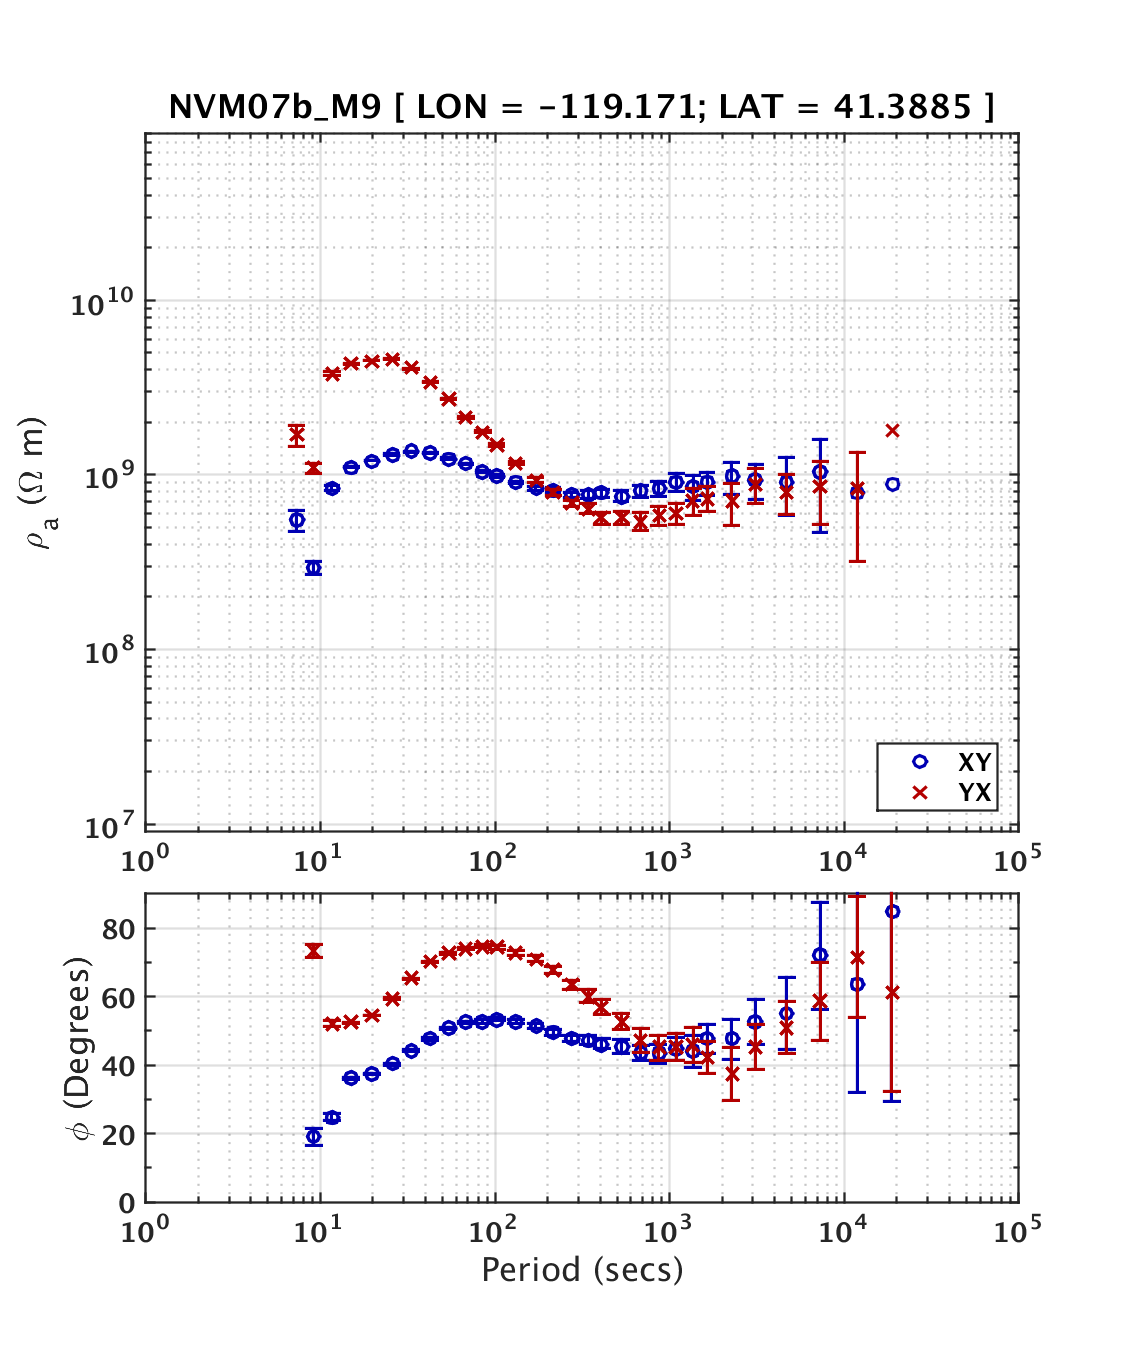 NVM07b_M9 [ LON = -119.171; LAT = 41.3885 ]
10^10
10^9
10^8
10^7
ρ_a (Ω m)
XY
YX
10^0 10^1 10^2 10^3 10^4 10^5
80
60
40
20
0
ϕ (Degrees)
10^0 10^1 10^2 10^3 10^4 10^5
Period (secs)